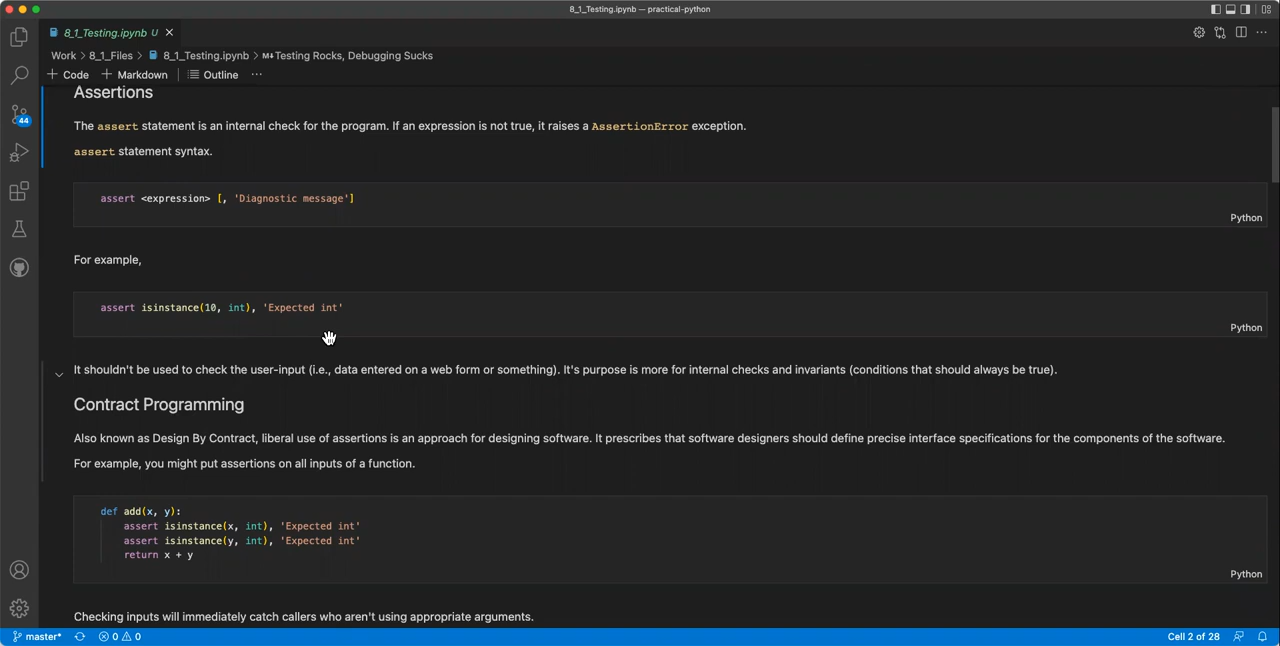 8_1_Testing.ipynb — practical-python
8_1_Testing.ipynb U
Work > 8_1_Files > 8_1_Testing.ipynb > M↓Testing Rocks, Debugging Sucks
+ Code + Markdown Outline ...
Assertions
The assert statement is an internal check for the program. If an expression is not true, it raises a AssertionError exception.
assert statement syntax.
assert <expression> [, 'Diagnostic message']
Python
For example,
assert isinstance(10, int), 'Expected int'
Python
It shouldn't be used to check the user-input (i.e., data entered on a web form or something). It's purpose is more for internal checks and invariants (conditions that should always be true).
Contract Programming
Also known as Design By Contract, liberal use of assertions is an approach for designing software. It prescribes that software designers should define precise interface specifications for the components of the software.
For example, you might put assertions on all inputs of a function.
def add(x, y):
assert isinstance(x, int), 'Expected int'
assert isinstance(y, int), 'Expected int'
return x + y
Python
Checking inputs will immediately catch callers who aren't using appropriate arguments.
44
master* 0 0 Cell 2 of 28